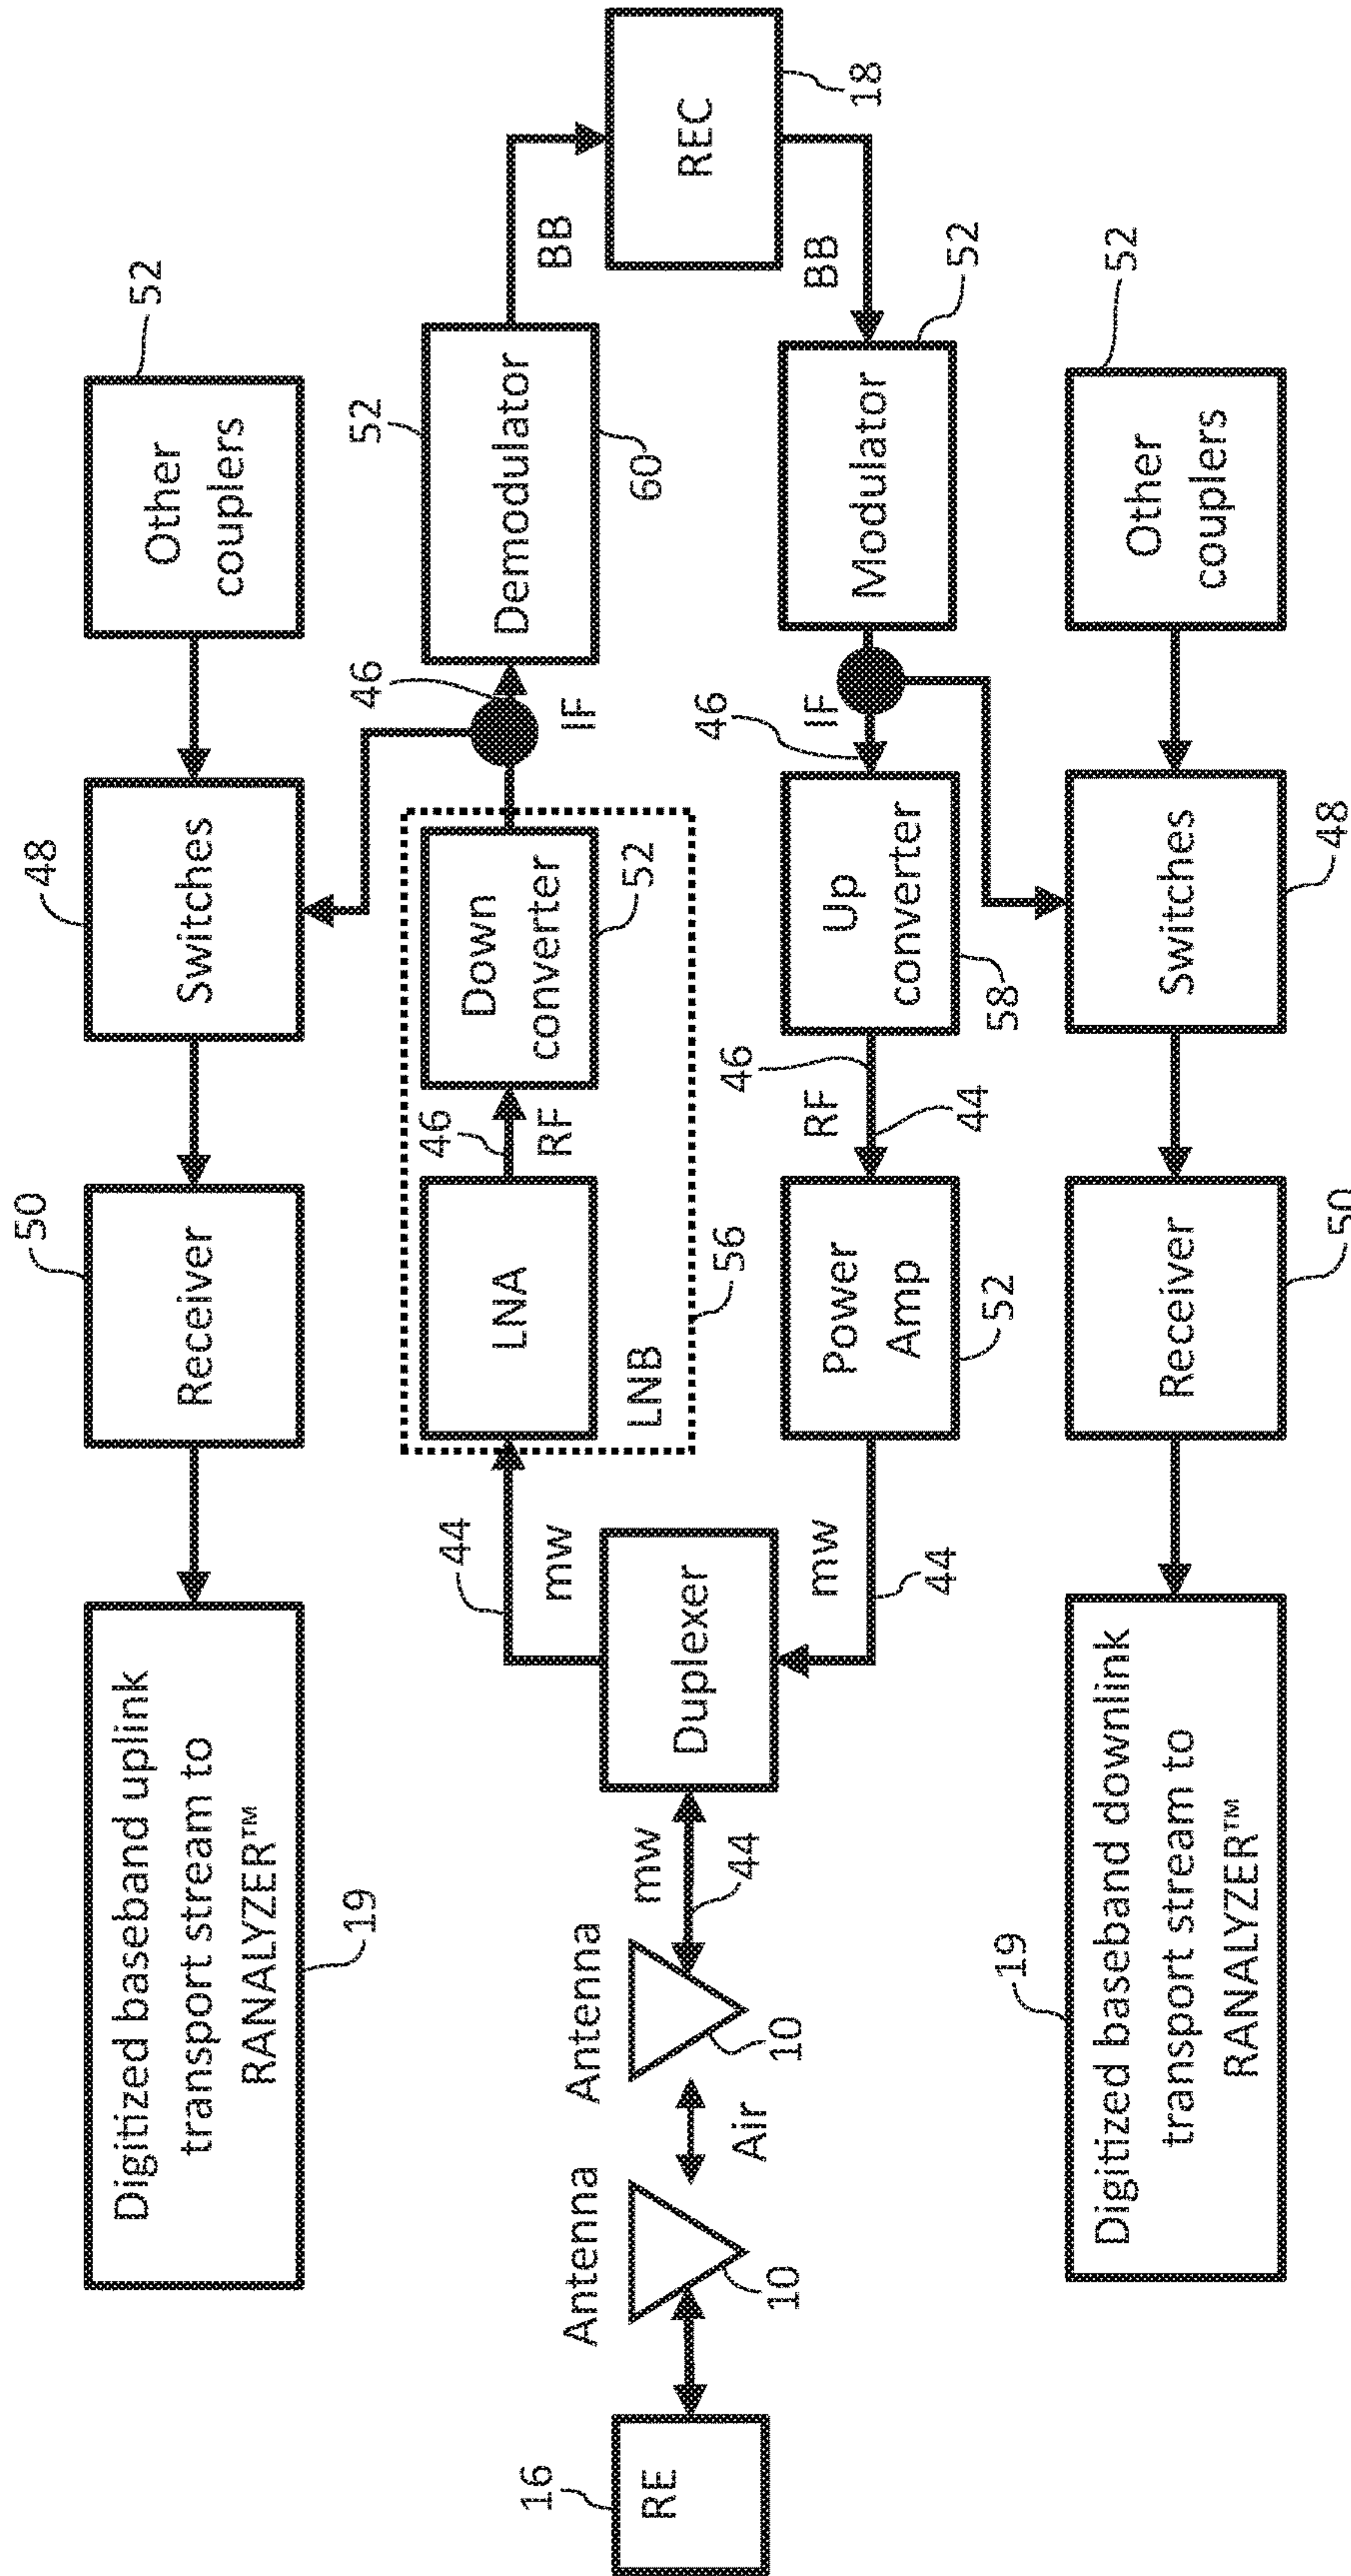 Digitized baseband uplink
transport stream to
RANALYZER™
19
Receiver
50
Switches
48
Other
couplers
52
RE
16
Antenna
10
Air
Antenna
10
mw
44
Duplexer
44
mw
LNA
LNB
56
46
RF
Down
converter
52
46
IF
52
Demodulator
60
BB
REC
18
BB
Modulator
52
IF
46
Up
converter
58
46
RF
44
Power
Amp
52
mw
44
Digitized baseband downlink
transport stream to
RANALYZER™
19
Receiver
50
Switches
48
Other
couplers
52